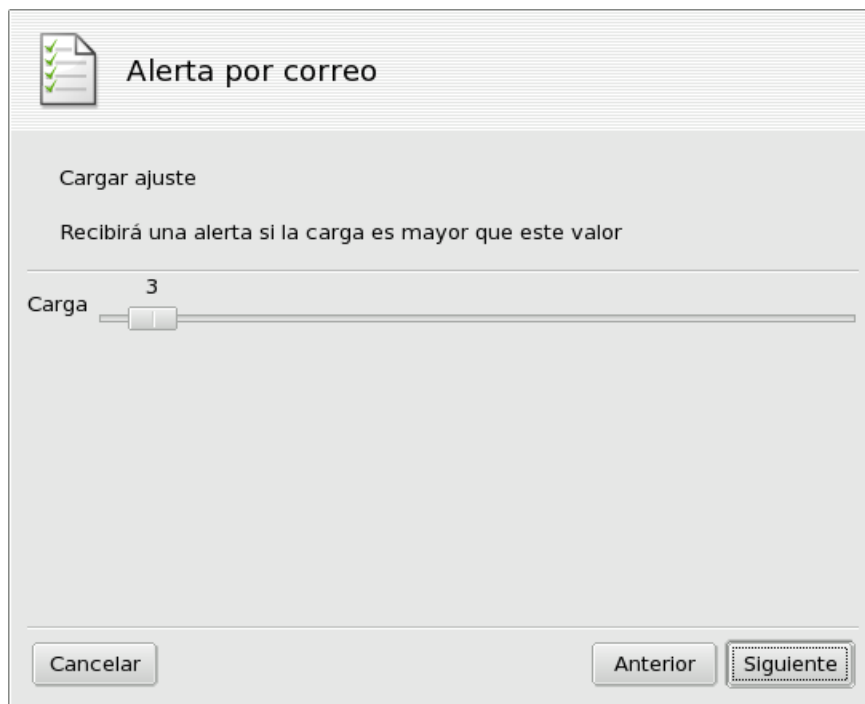 Alerta por correo
Cargar ajuste
Recibirá una alerta si la carga es mayor que este valor
3
Carga
Cancelar
Anterior
Siguiente